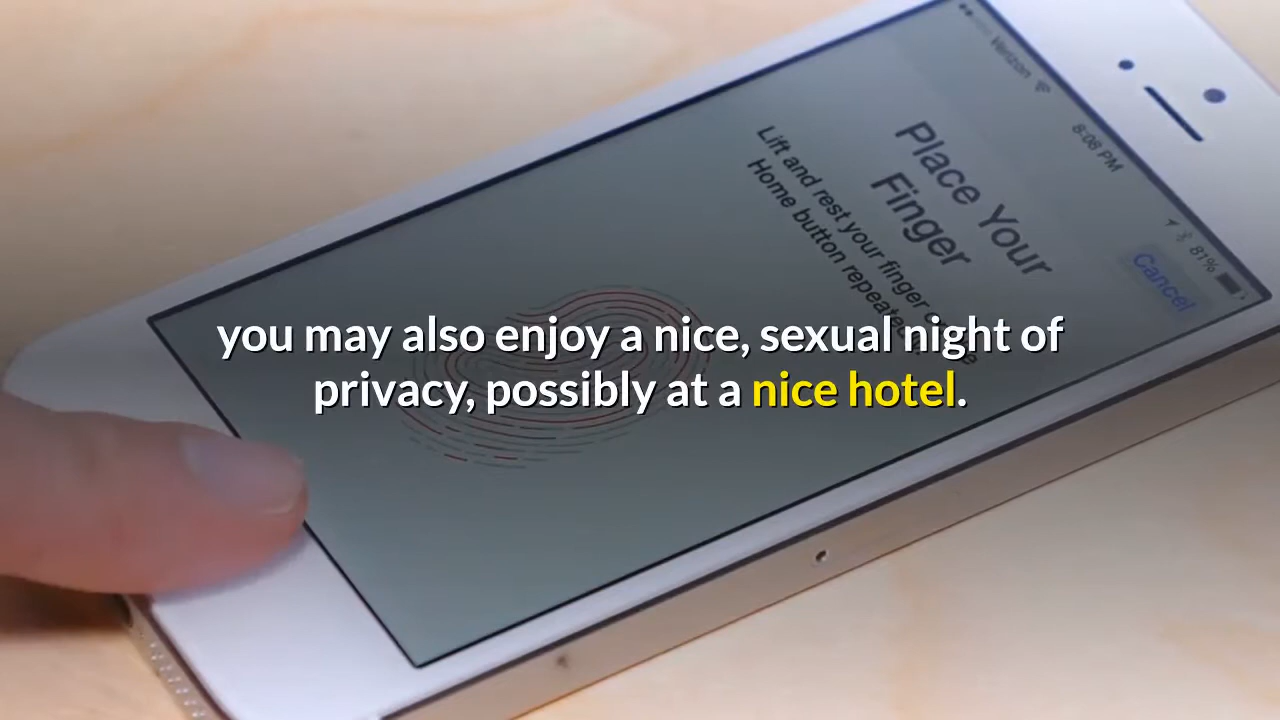 Verizon
8:08 PM
81%
Cancel
Place Your
Finger
Lift and rest your finger
Home button
you may also enjoy a nice, sexual night of
privacy, possibly at a nice hotel.